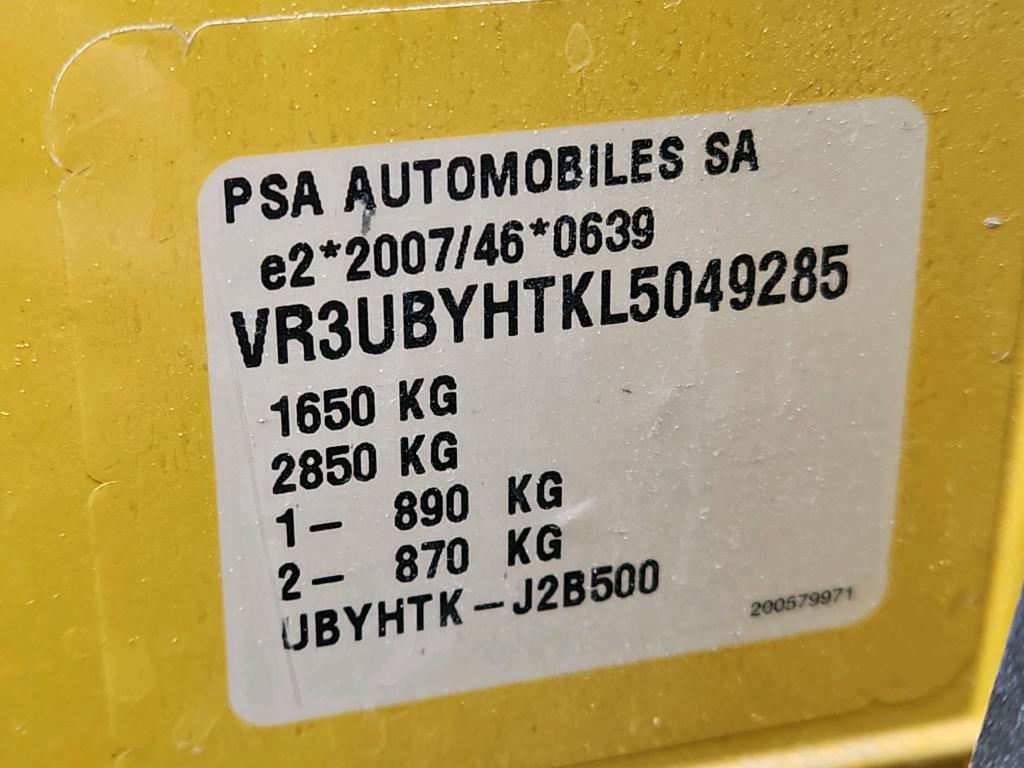 PSA AUTOMOBILES SA
e2*2007/46*0639
VR3UBYHTKL5049285
1650 KG
2850 KG
1- 890 KG
2- 870 KG
UBYHTK-J2B500
200579971